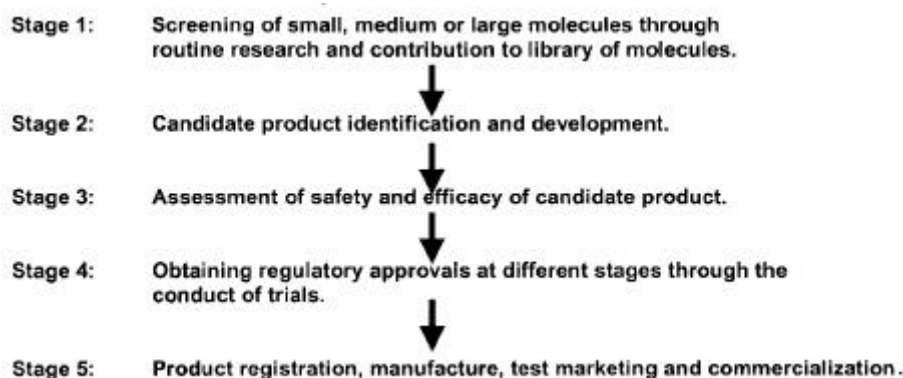 Stage 1: Screening of small, medium or large molecules through
routine research and contribution to library of molecules.
Stage 2: Candidate product identification and development.
Stage 3: Assessment of safety and efficacy of candidate product.
Stage 4: Obtaining regulatory approvals at different stages through the
conduct of trials.
Stage 5: Product registration, manufacture, test marketing and commercialization.